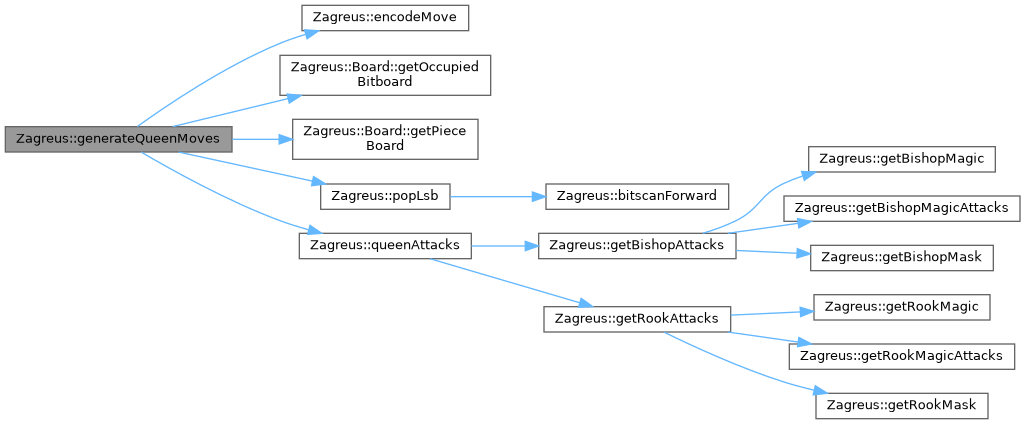 Zagreus::encodeMove
Zagreus::Board::getOccupied
Bitboard
Zagreus::generateQueenMoves
Zagreus::Board::getPiece
Board
Zagreus::popLsb
Zagreus::bitscanForward
Zagreus::queenAttacks
Zagreus::getBishopAttacks
Zagreus::getBishopMagic
Zagreus::getBishopMagicAttacks
Zagreus::getBishopMask
Zagreus::getRookAttacks
Zagreus::getRookMagic
Zagreus::getRookMagicAttacks
Zagreus::getRookMask